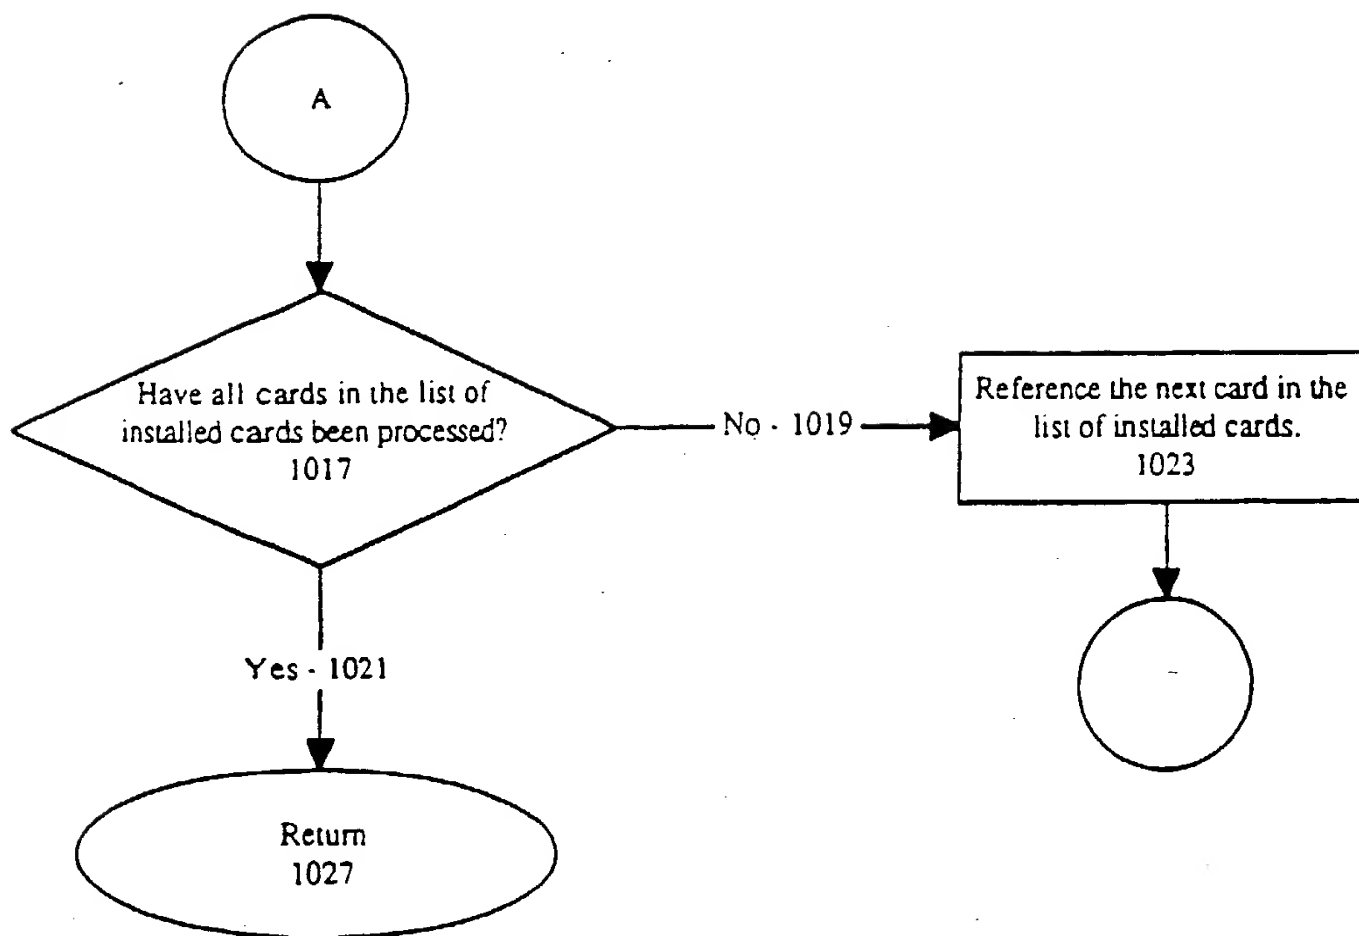 A
Have all cards in the list of
installed cards been processed?
1017
No - 1019
Reference the next card in the
list of installed cards.
1023
Yes - 1021
Return
1027